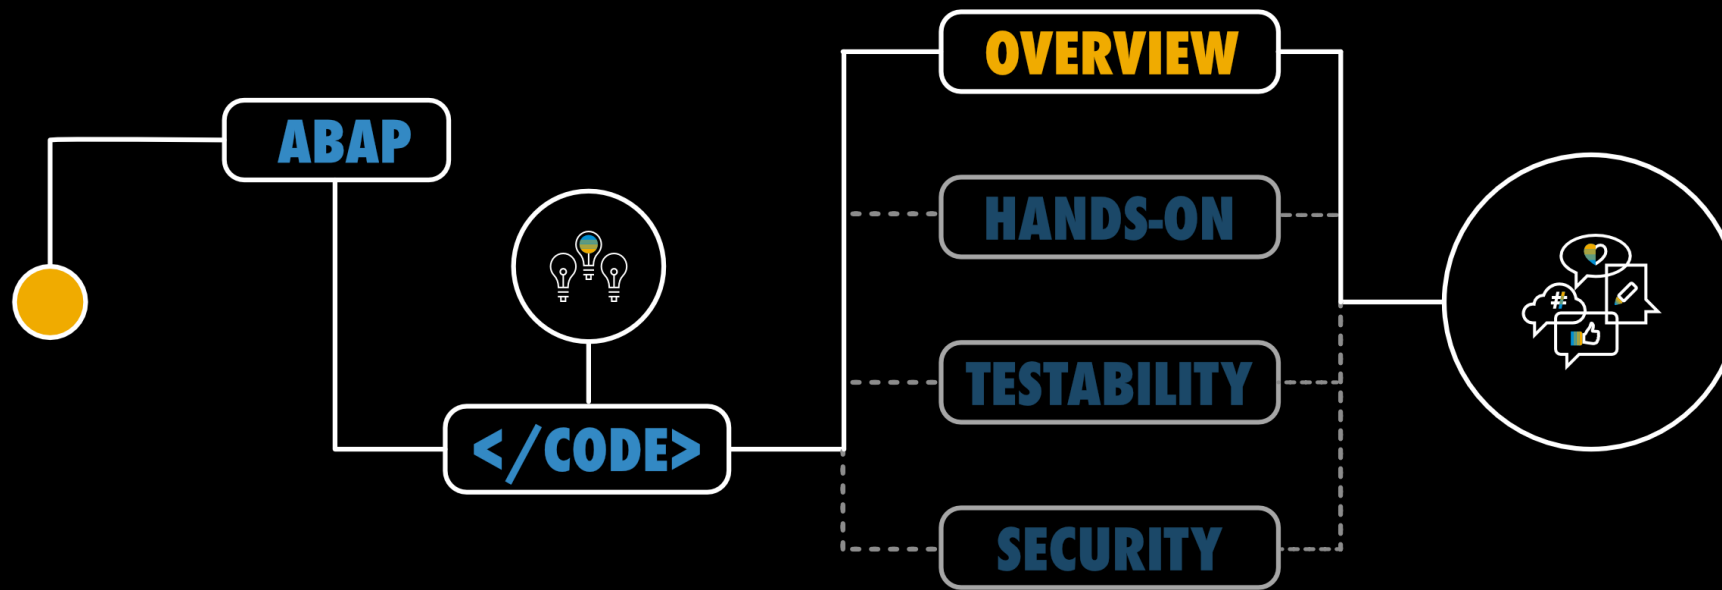 ABAP
</CODE>
OVERVIEW
HANDS-ON
TESTABILITY
SECURITY
#